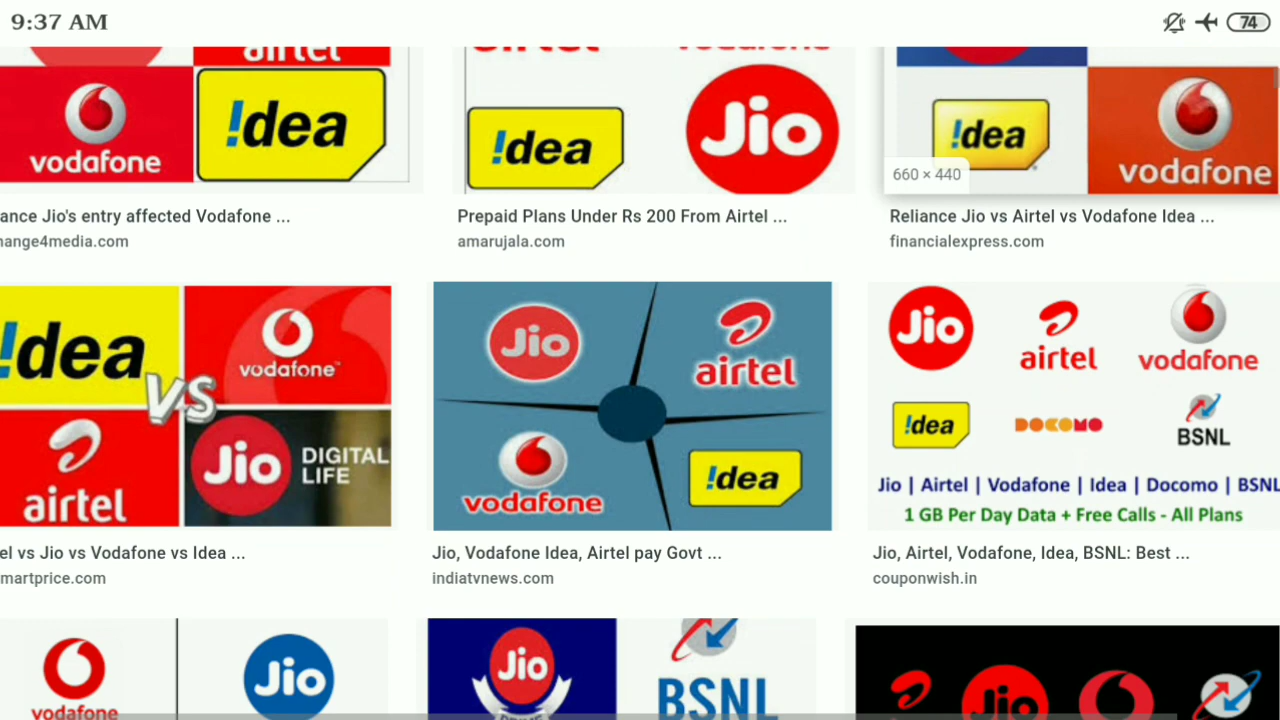 9:37 AM
74
airtel
vodafone
!dea
airtel
vodafone
!dea
Jio
!dea
vodafone
660 × 440
ance Jio's entry affected Vodafone ...
hange4media.com
Prepaid Plans Under Rs 200 From Airtel ...
amarujala.com
Reliance Jio vs Airtel vs Vodafone Idea ...
financialexpress.com
!dea
vodafone™
VS
airtel
Jio DIGITAL
LIFE
Jio
airtel
vodafone
!dea
Jio
airtel
vodafone
!dea
DOCOMO
BSNL
Jio | Airtel | Vodafone | Idea | Docomo | BSNL
1 GB Per Day Data + Free Calls - All Plans
el vs Jio vs Vodafone vs Idea ...
martprice.com
Jio, Vodafone Idea, Airtel pay Govt ...
indiatvnews.com
Jio, Airtel, Vodafone, Idea, BSNL: Best ...
couponwish.in
vodafone
Jio
Jio
PRIME
BSNL
Jio